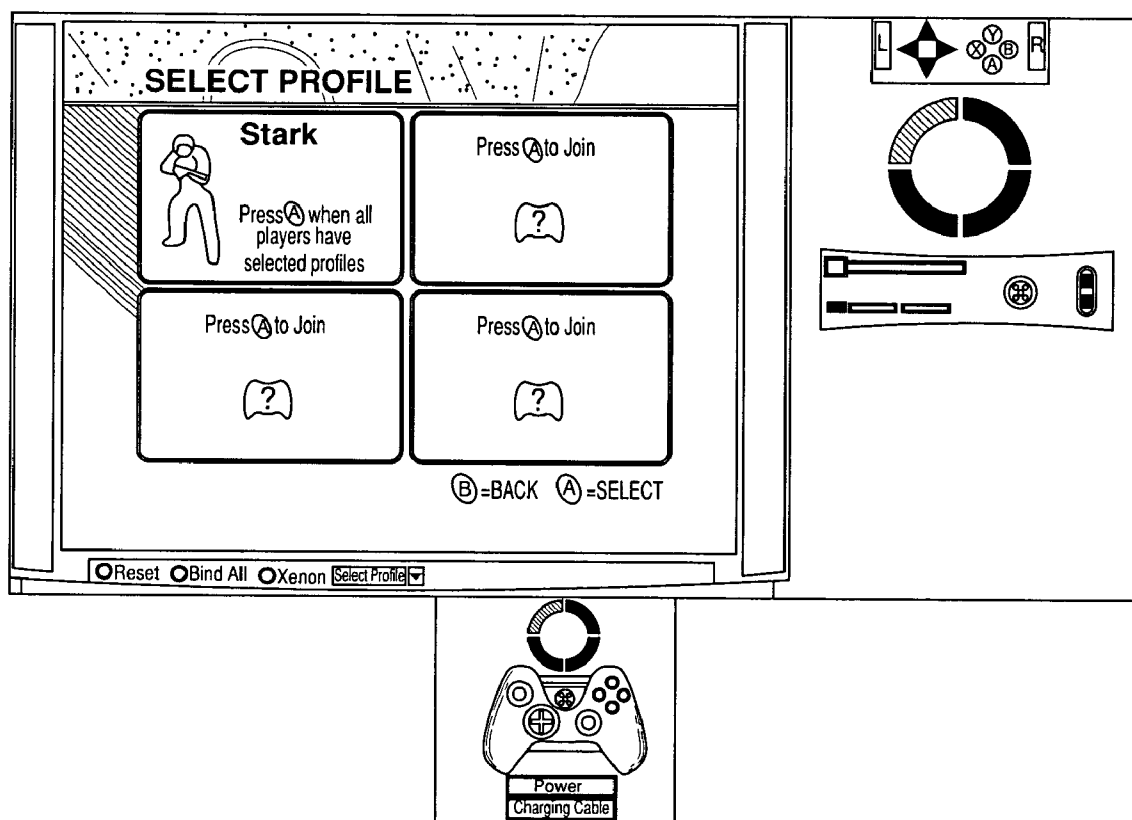 SELECT PROFILE
Stark
Press Ⓐ when all
players have
selected profiles
Press Ⓐ to Join
?
Press Ⓐ to Join
?
Press Ⓐ to Join
?
Ⓑ=BACK Ⓐ=SELECT
Reset Bind All Xenon Select Profile
L
Y
X B
A
R
Power
Charging Cable